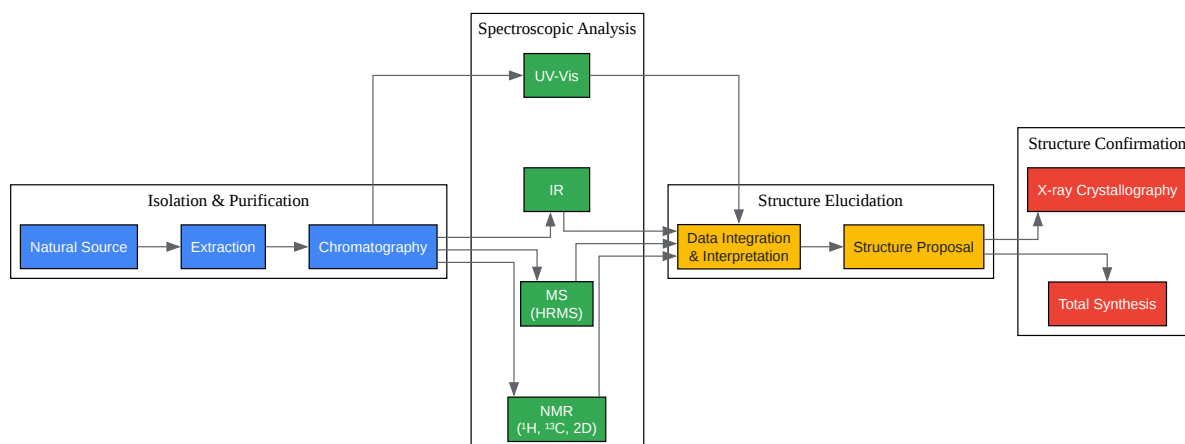 Spectroscopic Analysis
UV-Vis
Structure Confirmation
IR
X-ray Crystallography
Isolation & Purification
Structure Elucidation
Natural Source
Extraction
Chromatography
Data Integration
& Interpretation
Structure Proposal
MS
(HRMS)
Total Synthesis
NMR
(¹H, ¹³C, 2D)